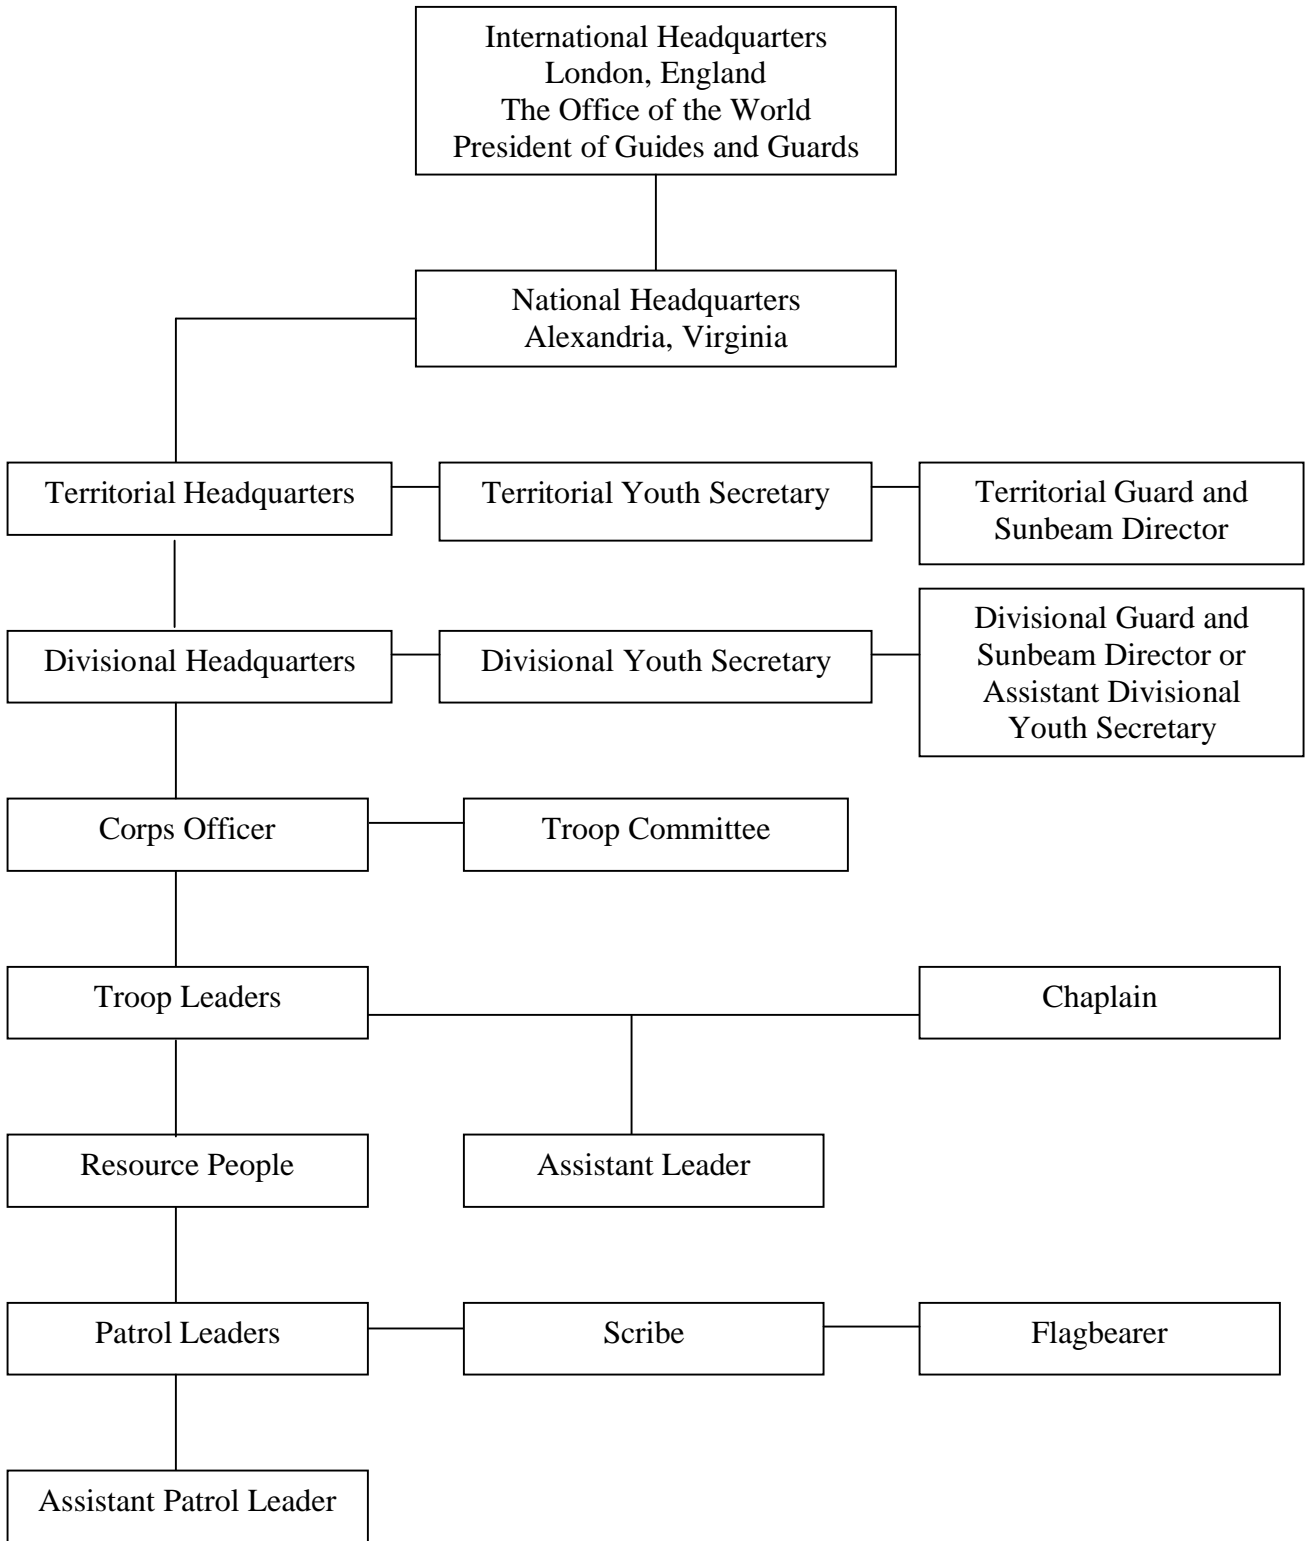 International Headquarters
London, England
The Office of the World
President of Guides and Guards
National Headquarters
Alexandria, Virginia
Territorial Headquarters
Territorial Youth Secretary
Territorial Guard and
Sunbeam Director
Divisional Headquarters
Divisional Youth Secretary
Divisional Guard and
Sunbeam Director or
Assistant Divisional
Youth Secretary
Corps Officer
Troop Committee
Troop Leaders
Chaplain
Resource People
Assistant Leader
Patrol Leaders
Scribe
Flagbearer
Assistant Patrol Leader